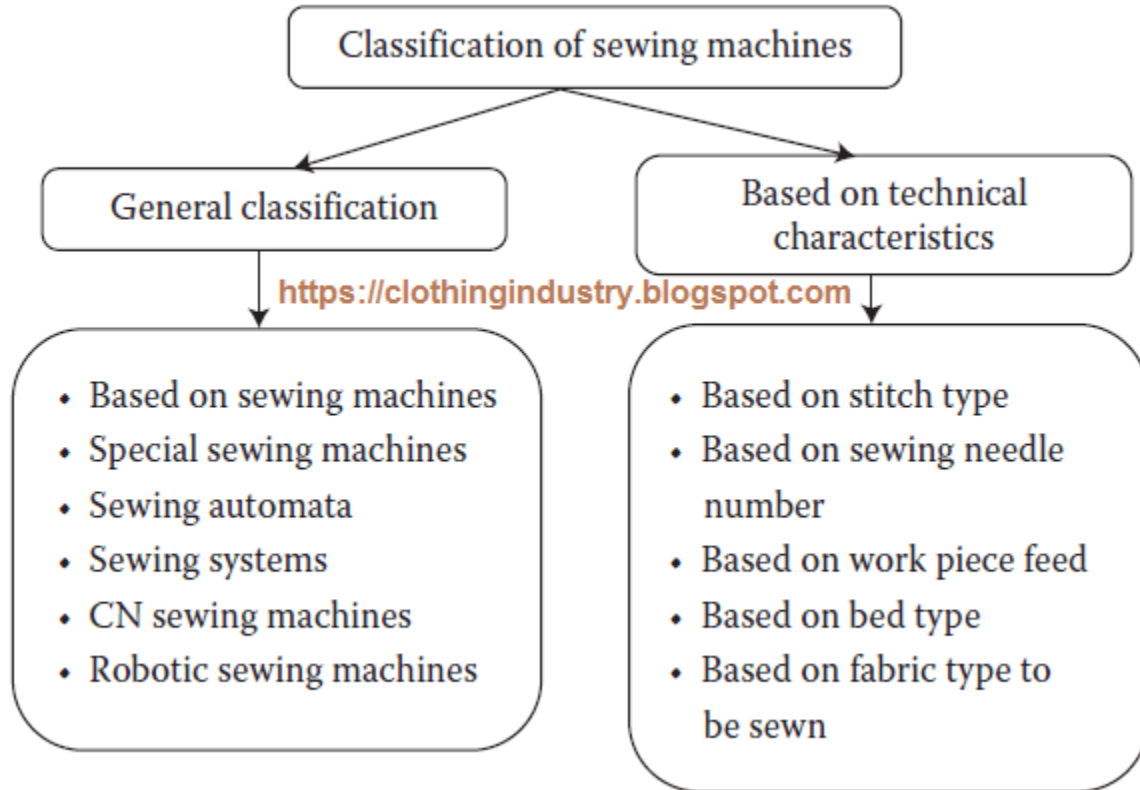 Classification of sewing machines
General classification
Based on technical
characteristics
https://clothingindustry.blogspot.com
• Based on sewing machines
• Special sewing machines
• Sewing automata
• Sewing systems
• CN sewing machines
• Robotic sewing machines
• Based on stitch type
• Based on sewing needle
number
• Based on work piece feed
• Based on bed type
• Based on fabric type to
be sewn